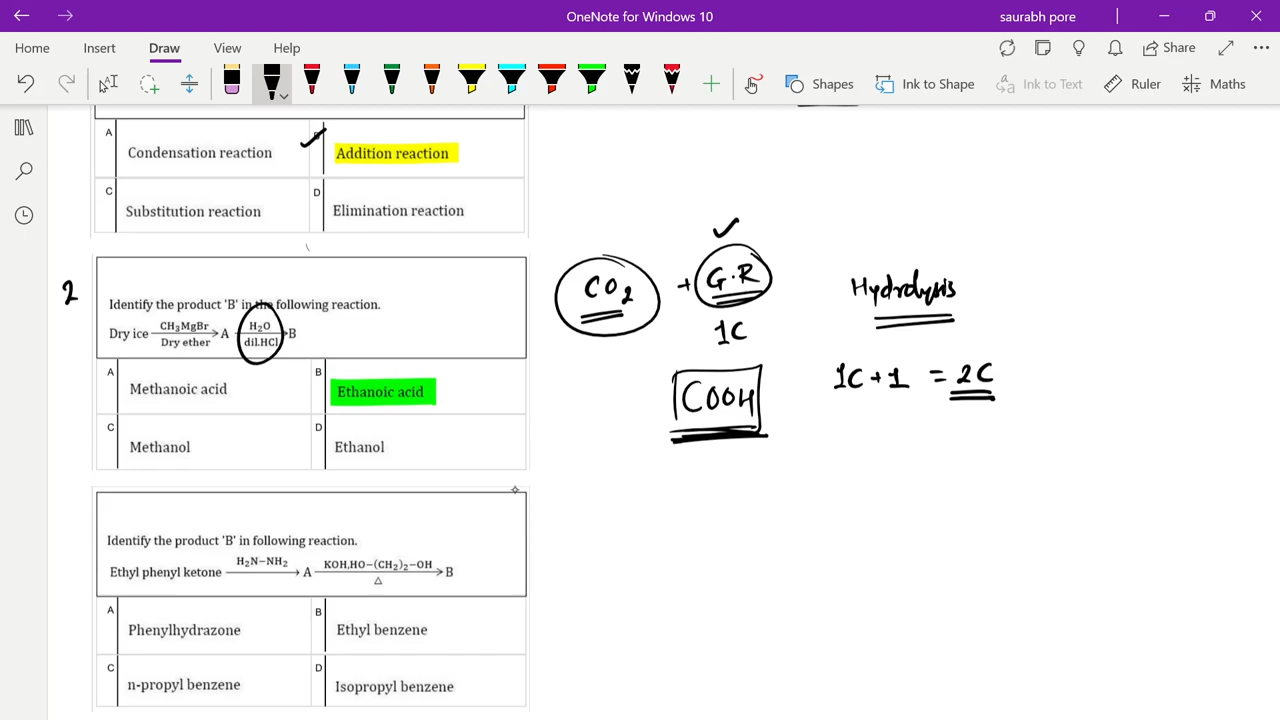 OneNote for Windows 10
saurabh pore
Home Insert Draw View Help
Share
Shapes Ink to Shape Ink to Text Ruler Maths
A Condensation reaction
B Addition reaction
C Substitution reaction
D Elimination reaction
2
Identify the product 'B' in the following reaction.
Dry ice CH₃MgBr Dry ether → A H₂O dil.HCl → B
A Methanoic acid
B Ethanoic acid
C Methanol
D Ethanol
CO₂ + G.R
1C
COOH
Hydrolysis
1C + 1 = 2C
Identify the product 'B' in following reaction.
Ethyl phenyl ketone H₂N−NH₂ → A KOH,HO−(CH₂)₂−OH △ → B
A Phenylhydrazone
B Ethyl benzene
C n-propyl benzene
D Isopropyl benzene